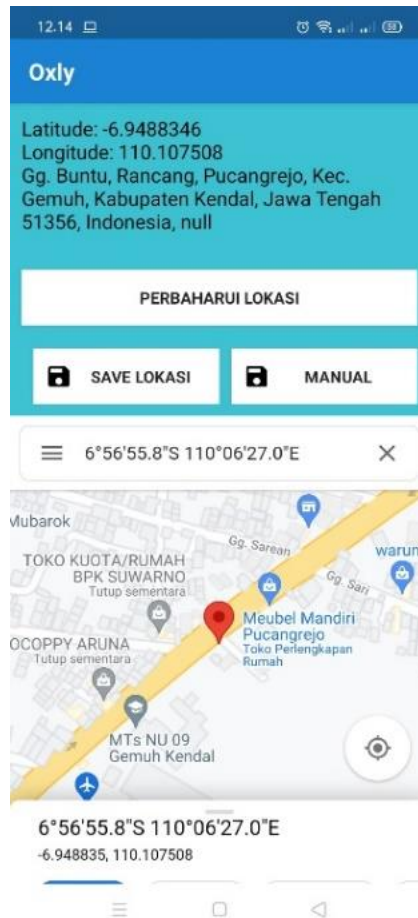 12.14
Oxly
Latitude: -6.9488346
Longitude: 110.107508
Gg. Buntu, Rancang, Pucangrejo, Kec.
Gemuh, Kabupaten Kendal, Jawa Tengah
51356, Indonesia, null
PERBAHARUI LOKASI
SAVE LOKASI
MANUAL
6°56'55.8"S 110°06'27.0"E
Mubarok
Gg. Sarean
warun
TOKO KUOTA/RUMAH
BPK SUWARNO
Tutup sementara
Gg. Sari
Meubel Mandiri
Pucangrejo
Toko Perlengkapan
Rumah
OCOPPY ARUNA
Tutup sementara
MTs NU 09
Gemuh Kendal
6°56'55.8"S 110°06'27.0"E
-6.948835, 110.107508